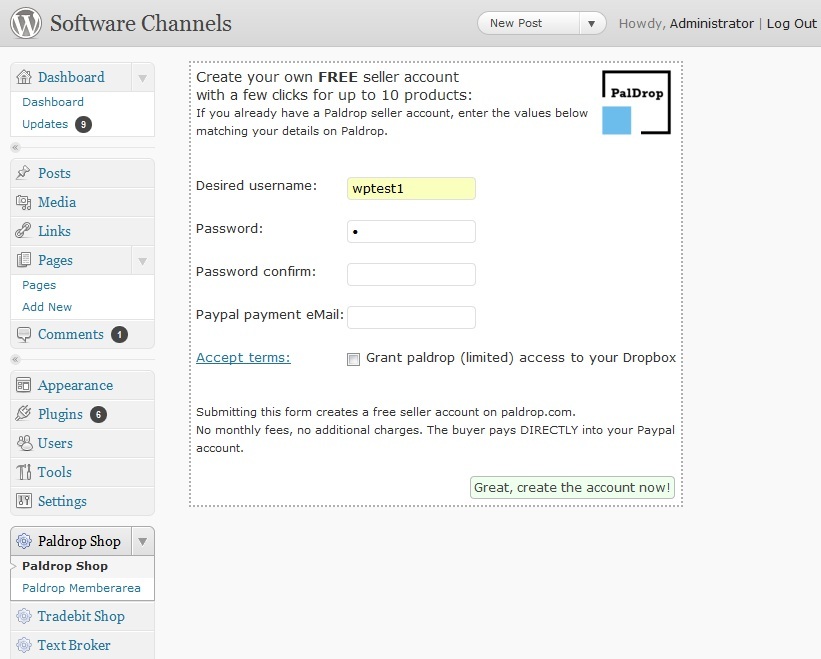 Software Channels
New Post
Howdy, Administrator | Log Out
Dashboard
Dashboard
Updates 9
Posts
Media
Links
Pages
Pages
Add New
Comments 1
Appearance
Plugins 6
Users
Tools
Settings
Paldrop Shop
Paldrop Shop
Paldrop Memberarea
Tradebit Shop
Text Broker
Create your own FREE seller account
with a few clicks for up to 10 products:
If you already have a Paldrop seller account, enter the values below
matching your details on Paldrop.
PalDrop
Desired username: wptest1
Password: •
Password confirm:
Paypal payment eMail:
Accept terms: Grant paldrop (limited) access to your Dropbox
Submitting this form creates a free seller account on paldrop.com.
No monthly fees, no additional charges. The buyer pays DIRECTLY into your Paypal
account.
Great, create the account now!